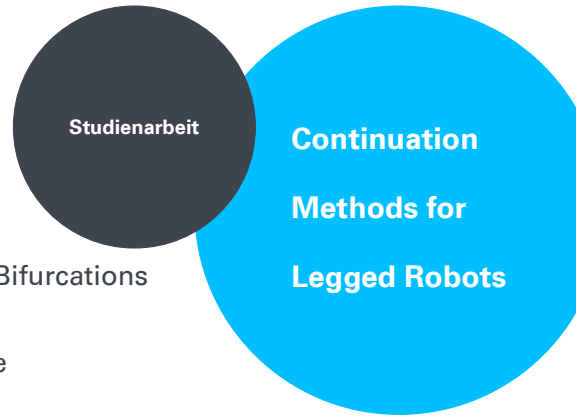 Studienarbeit
Continuation
Methods for
Legged Robots
Bifurcations